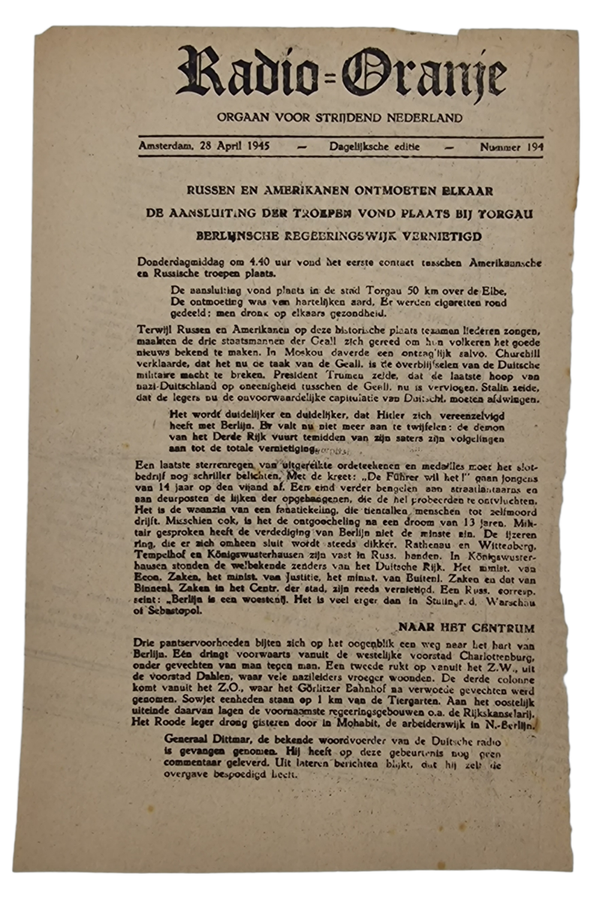 Radio=Oranje
ORGAAN VOOR STRIJDEND NEDERLAND
Amsterdam, 28 April 1945 — Dagelijksche editie — Nummer 194
RUSSEN EN AMERIKANEN ONTMOETEN ELKAAR
DE AANSLUITING DER TROEPEN VOND PLAATS BIJ TORGAU
BERLIJNSCHE REGEERINGSWIJK VERNIETIGD
Donderdagmiddag om 4.40 uur vond het eerste contact tusschen Amerikaansche
en Russische troepen plaats.
De aansluiting vond plaats in de stad Torgau 50 km over de Elbe.
De ontmoeting was van hartelijken aard. Er werden cigaretten rond
gedeeld; men dronk op elkaars gezondheid.
Terwijl Russen en Amerikanen op deze historische plaats tezamen liederen zongen,
maakten de drie staatsmannen der Geall zich gereed om hun volkeren het goede
nieuws bekend te maken. In Moskou daverde een ontzaglijk salvo. Churchill
verklaarde, dat het nu de taak van de Geall. is de overblijfselen van de Duitsche
militaire macht te breken. President Truman zeide, dat de laatste hoop van
nazi-Duitschland op oneenigheid tusschen de Geall. nu is vervlogen. Stalin zeide,
dat de legers nu de onvoorwaardelijke capitulatie van Duitschl. moeten afdwingen.
Het wordt duidelijker en duidelijker, dat Hitler zich vereenzelvigd
heeft met Berlijn. Er valt nu niet meer aan te twijfelen: de demon
van het Derde Rijk vuurt temidden van zijn saters zijn volgelingen
aan tot de totale vernietiging.
Een laatste sterrenregen van uitgereikte ordeteekenen en medailles moet het slot-
bedrijf nog schriller belichten. Met de kreet: „De Führer wil het!" gaan jongens
van 14 jaar op den vijand af. Een eind verder bengelen aan straatlantaarns en
aan deurposten de lijken der opgehangenen, die de hel probeerden te ontvluchten.
Het is de waanzin van een fanatiekeling, die tientallen menschen tot zelfmoord
drijft. Misschien ook, is het de ontgoocheling na een droom van 13 jaren. Mili-
tair gesproken heeft de verdediging van Berlijn niet de minste zin. De ijzeren
ring, die er zich omheen sluit wordt steeds dikker. Rathenau en Wittenberg,
Tempelhof en Königswusterhausen zijn vast in Russ. handen. In Königswuster-
hausen stonden de welbekende zenders van het Duitsche Rijk. Het minist. van
Econ. Zaken, het minist. van Justitie, het minist. van Buitenl. Zaken en dat van
Binnenl. Zaken in het Centr. der stad, zijn reeds vernietigd. Een Russ. corresp.
seint: „Berlijn is een woestenij. Het is veel erger dan in Stalingrad, Warschau
of Sebastopol.
NAAR HET CENTRUM
Drie pantservoorhoeden bijten zich op het oogenblik een weg naar het hart van
Berlijn. Eén dringt voorwaarts vanuit de westelijke voorstad Charlottenburg,
onder gevechten van man tegen man. Een tweede rukt op vanuit het Z.W., uit
de voorstad Dahlen, waar vele nazileiders vroeger woonden. De derde colonne
komt vanuit het Z.O., waar het Görlitzer Bahnhof na verwoede gevechten werd
genomen. Sowjet eenheden staan op 1 km van de Tiergarten. Aan het oostelijk
uiteinde daarvan lagen de voornaamste regeeringsgebouwen o.a. de Rijkskanselarij.
Het Roode leger drong gisteren door in Mohabit, de arbeiderswijk in N.-Berlijn.
Generaal Dittmar, de bekende woordvoerder van de Duitsche radio
is gevangen genomen. Hij heeft op deze gebeurtenis nog geen
commentaar geleverd. Uit lateren berichten blijkt, dat hij zelf de
overgave bespoedigd heeft.